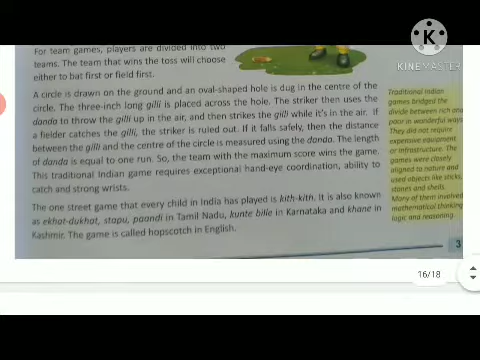 For team games, players are divided into two
teams. The team that wins the toss will choose
either to bat first or field first.
A circle is drawn on the ground and an oval-shaped hole is dug in the centre of the
circle. The three-inch long gilli is placed across the hole. The striker then uses the
danda to throw the gilli up in the air, and then strikes the gilli while it's in the air. If
a fielder catches the gilli, the striker is ruled out. If it falls safely, then the distance
between the gilli and the centre of the circle is measured using the danda. The length
of danda is equal to one run. So, the team with the maximum score wins the game.
This traditional Indian game requires exceptional hand-eye coordination, ability to
catch and strong wrists.
The one street game that every child in India has played is kith-kith. It is also known
as ekhat-dukhat, stapu, paandi in Tamil Nadu, kunte bille in Karnataka and khane in
Kashmir. The game is called hopscotch in English.
Traditional Indian
games bridged the
divide between rich and
poor in wonderful ways.
They did not require
expensive equipment
or infrastructure. The
games were closely
aligned to nature and
used objects like sticks,
stones and shells.
Many of them involved
mathematical thinking,
logic and reasoning.
3
16/18
K
KINEMASTER